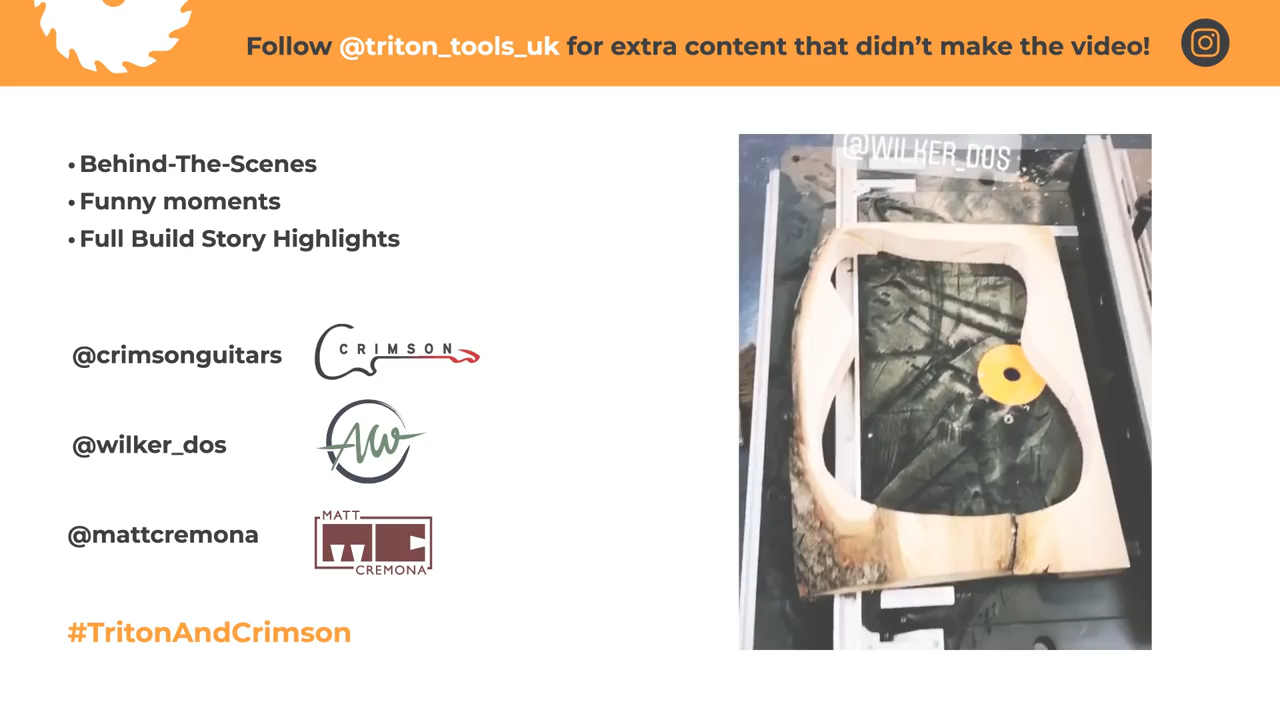 Follow @triton_tools_uk for extra content that didn’t make the video!
• Behind-The-Scenes
• Funny moments
• Full Build Story Highlights
@WILKER_DOS
@crimsonguitars
CRIMSON
@wilker_dos
AW
@mattcremona
MATT
MC
CREMONA
#TritonAndCrimson